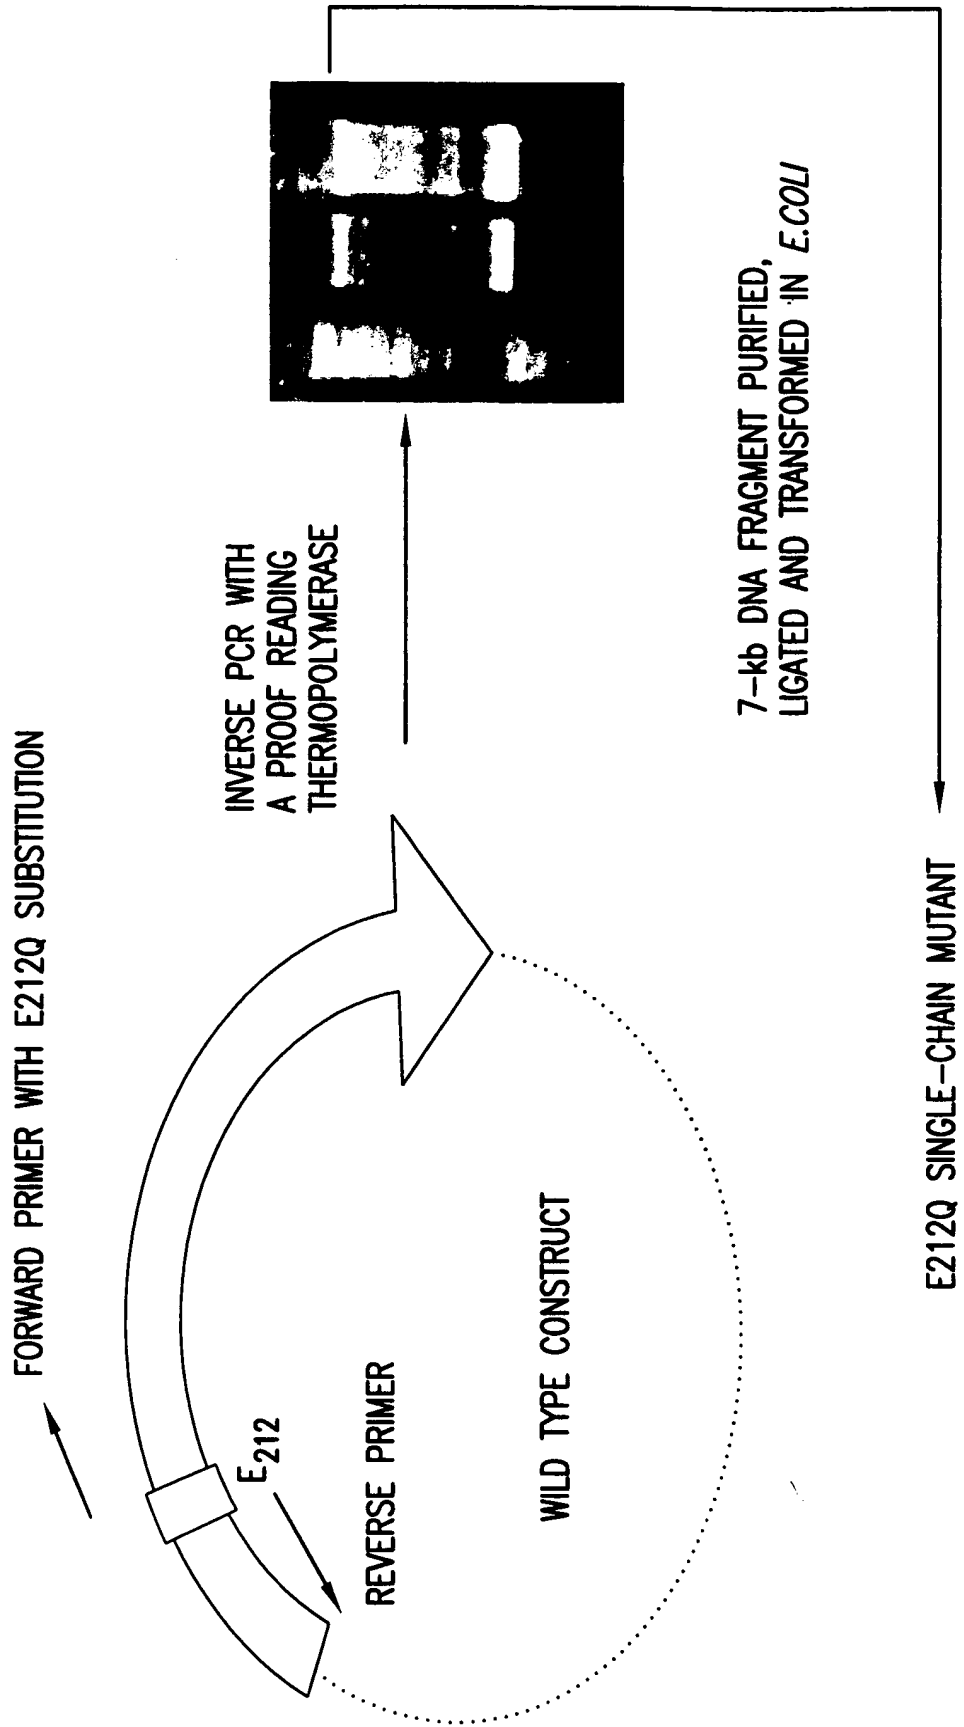 FORWARD PRIMER WITH E212Q SUBSTITUTION
E212
REVERSE PRIMER
WILD TYPE CONSTRUCT
INVERSE PCR WITH
A PROOF READING
THERMOPOLYMERASE
7-kb DNA FRAGMENT PURIFIED,
LIGATED AND TRANSFORMED IN E.COLI
E212Q SINGLE-CHAIN MUTANT